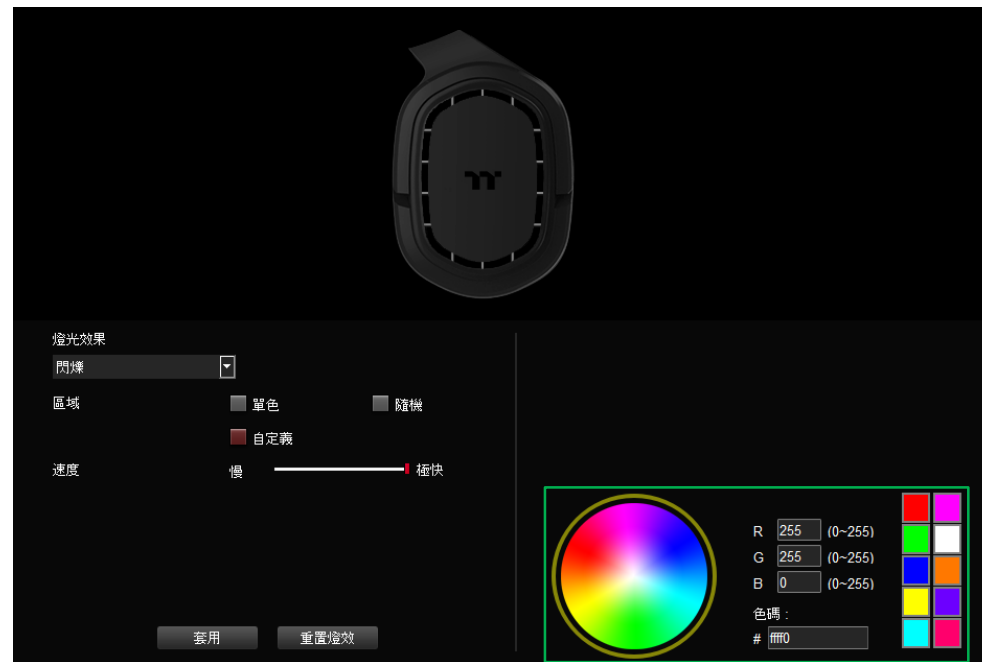 燈光效果
閃爍
區域
單色
隨機
自定義
速度
慢
極快
R 255 (0~255)
G 255 (0~255)
B 0 (0~255)
色碼：
# ffff0
套用
重置燈效